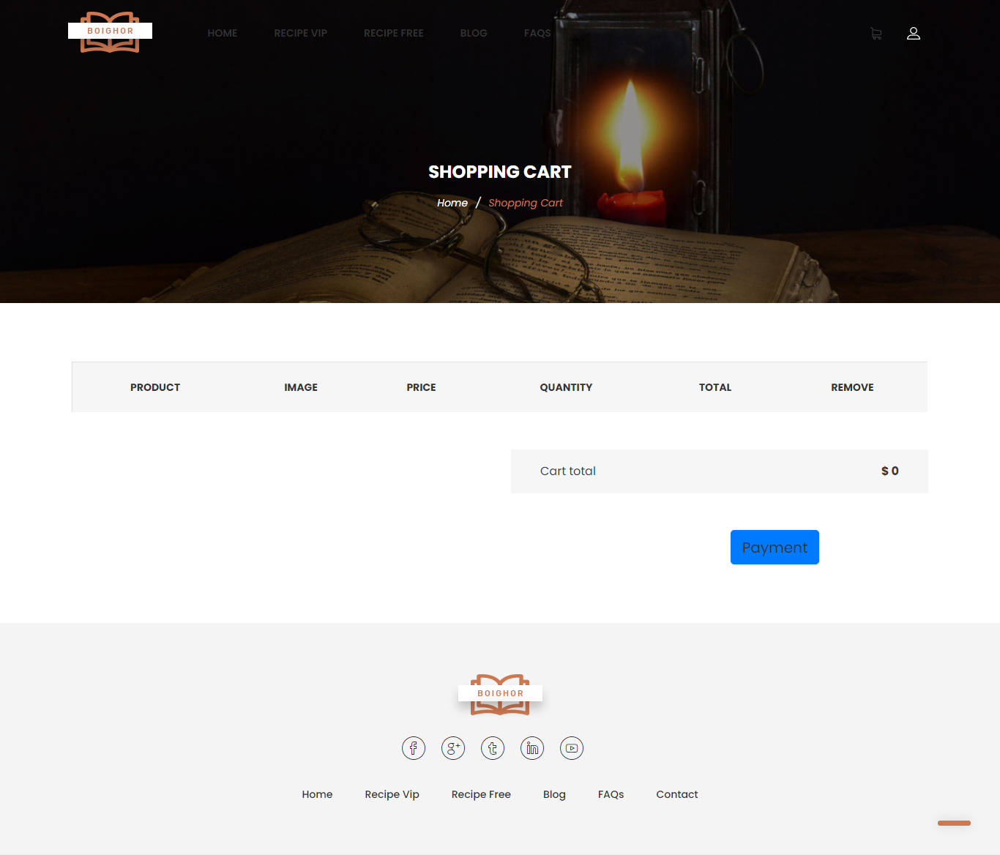 BOIGHOR
HOME RECIPE VIP RECIPE FREE BLOG FAQS
SHOPPING CART
Home / Shopping Cart
PRODUCT IMAGE PRICE QUANTITY TOTAL REMOVE
Cart total $ 0
Payment
BOIGHOR
Home Recipe Vip Recipe Free Blog FAQs Contact